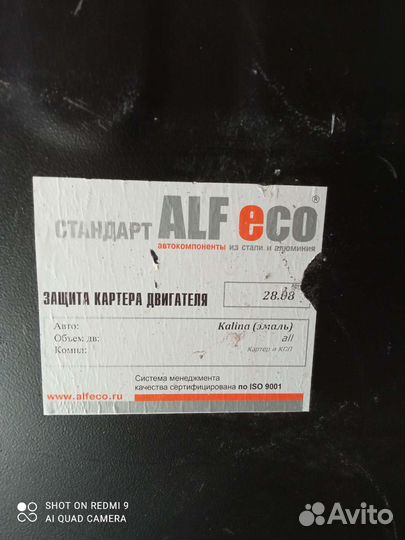 СТАНДАРТ ALF eco®
автокомпоненты из стали и алюминия
ЗАЩИТА КАРТЕРА ДВИГАТЕЛЯ 28.08
Авто: Kalina (эмаль)
Объем дв: all
Компл: Картер и КПП
Система менеджмента
качества сертифицирована по ISO 9001
www.alfeco.ru
SHOT ON REDMI 9
AI QUAD CAMERA
Avito